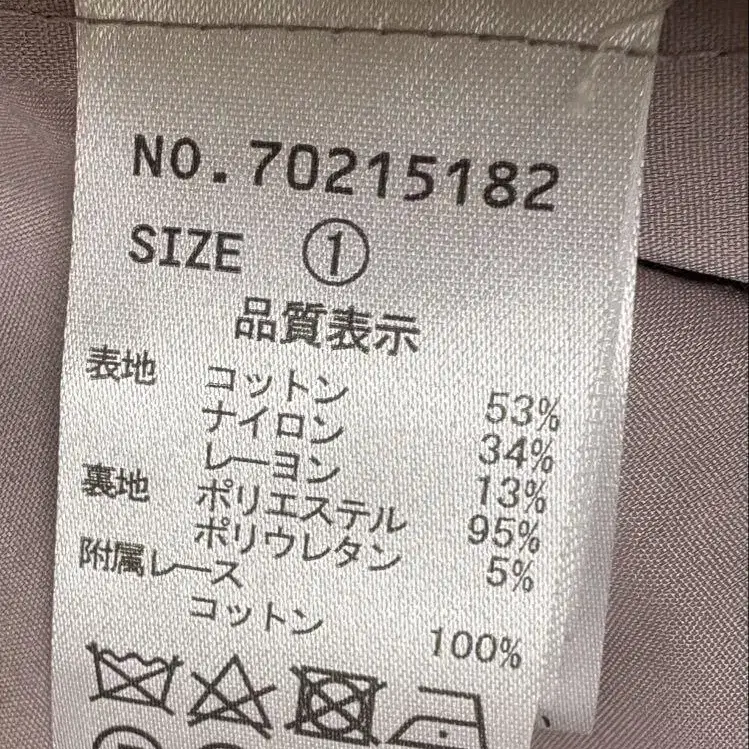 NO.70215182
SIZE ①
品質表示
表地 コットン 53%
ナイロン 34%
レーヨン 13%
裏地 ポリエステル 95%
ポリウレタン 5%
附属レース
コットン 100%